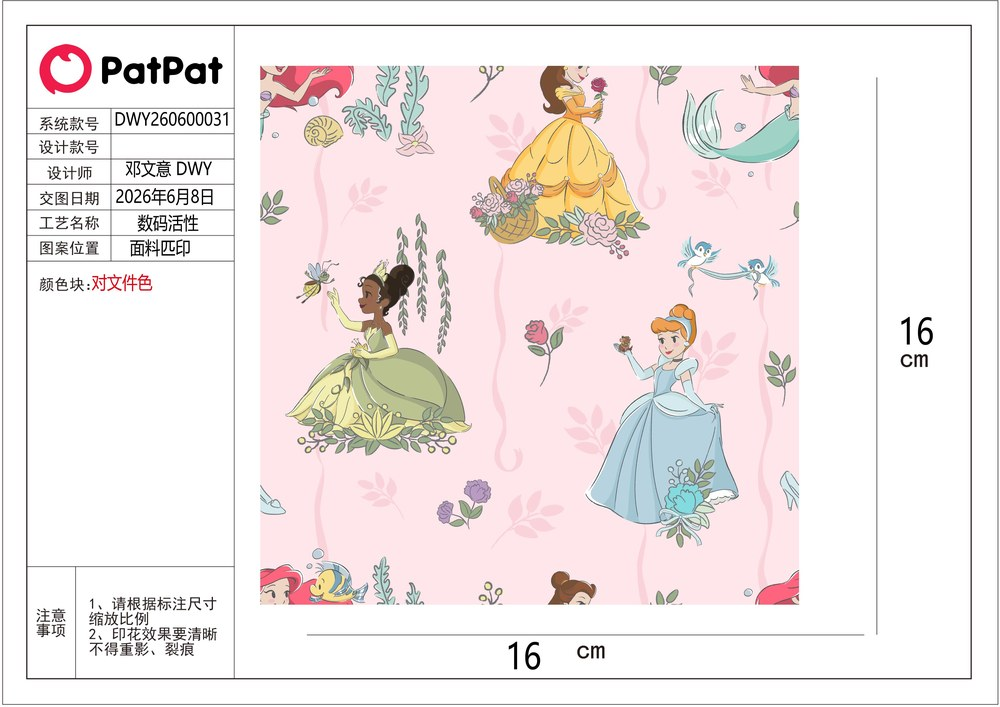 PatPat
系统款号 DWY260600031
设计款号
设计师 邓文意 DWY
交图日期 2026年6月8日
工艺名称 数码活性
图案位置 面料匹印
颜色块:对文件色
16
cm
16 cm
注意
事项
1、请根据标注尺寸
缩放比例
2、印花效果要清晰
不得重影、裂痕